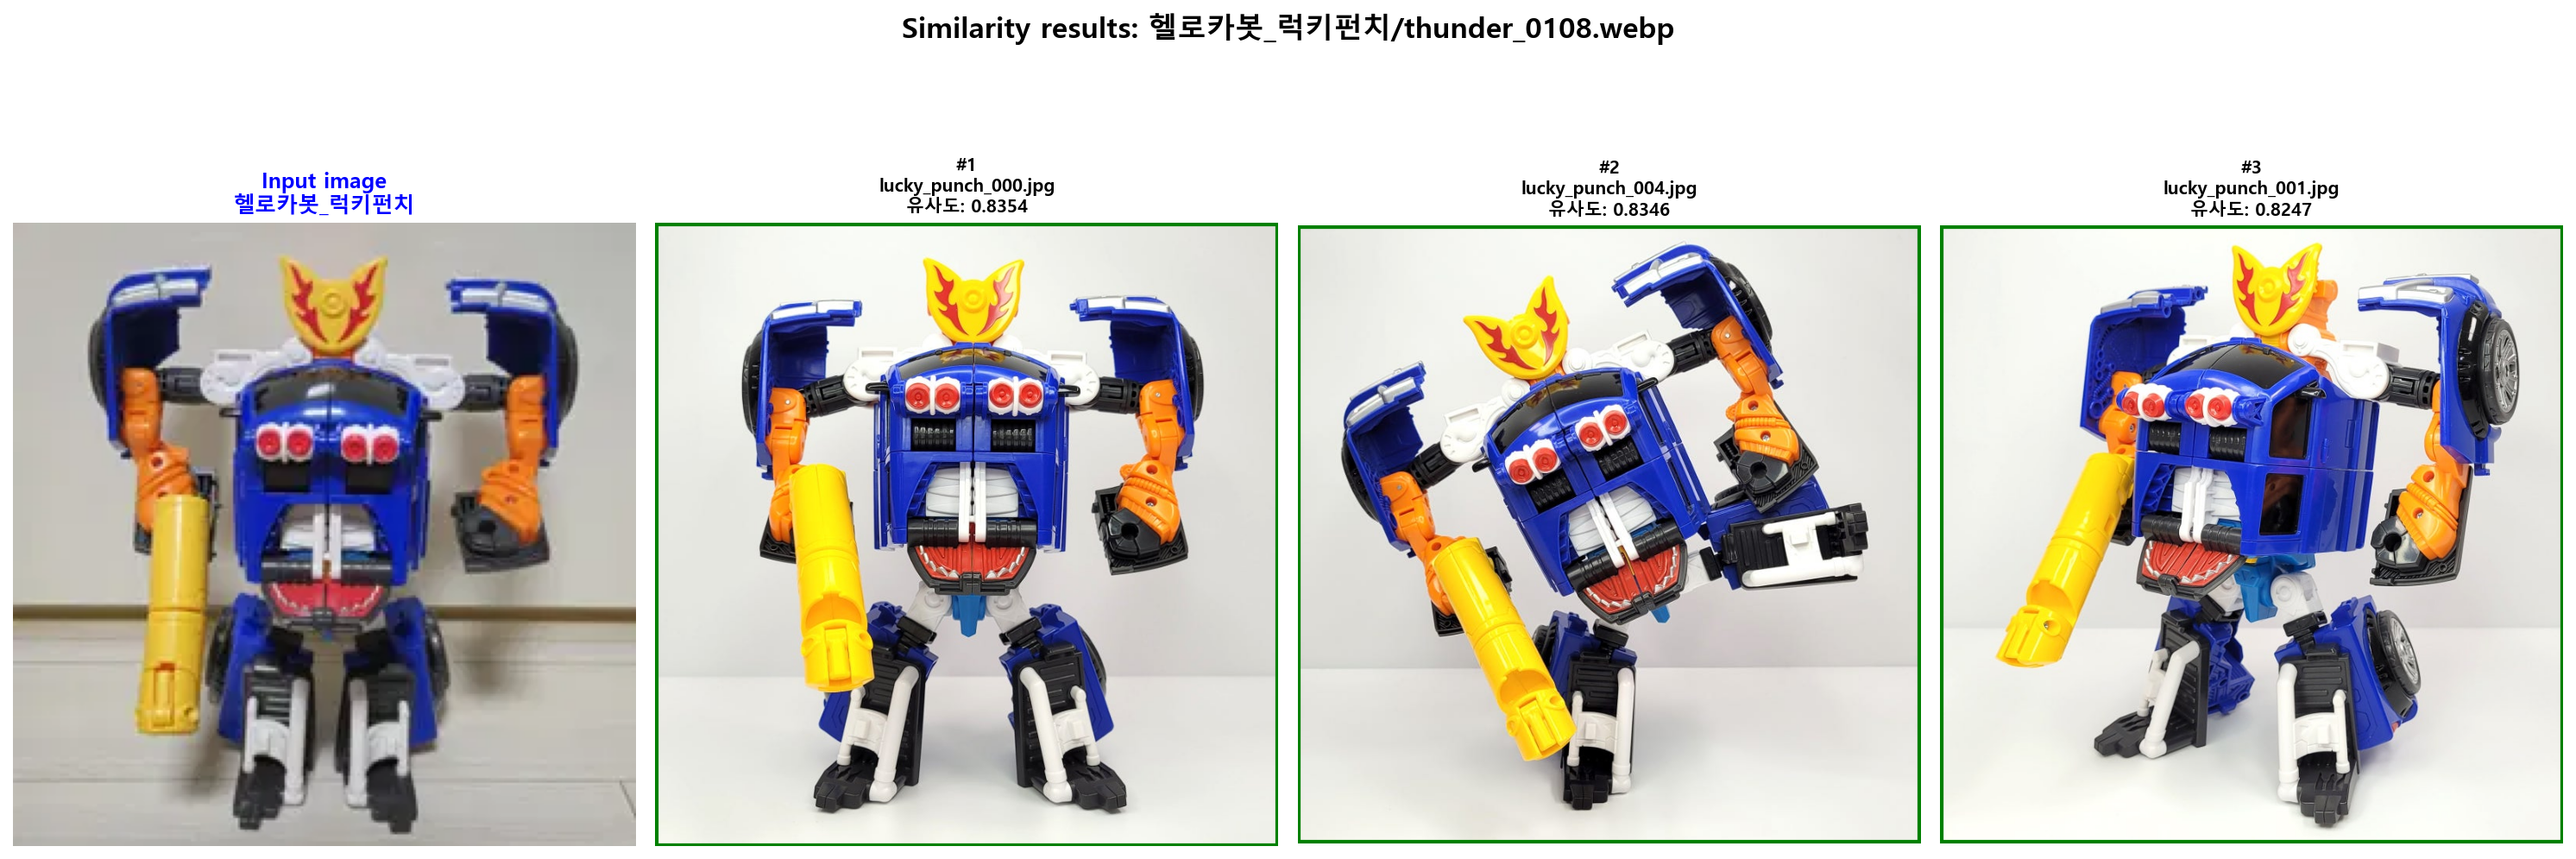 Similarity results: 헬로카봇_럭키펀치/thunder_0108.webp
Input image
헬로카봇_럭키펀치
#1
lucky_punch_000.jpg
유사도: 0.8354
#2
lucky_punch_004.jpg
유사도: 0.8346
#3
lucky_punch_001.jpg
유사도: 0.8247